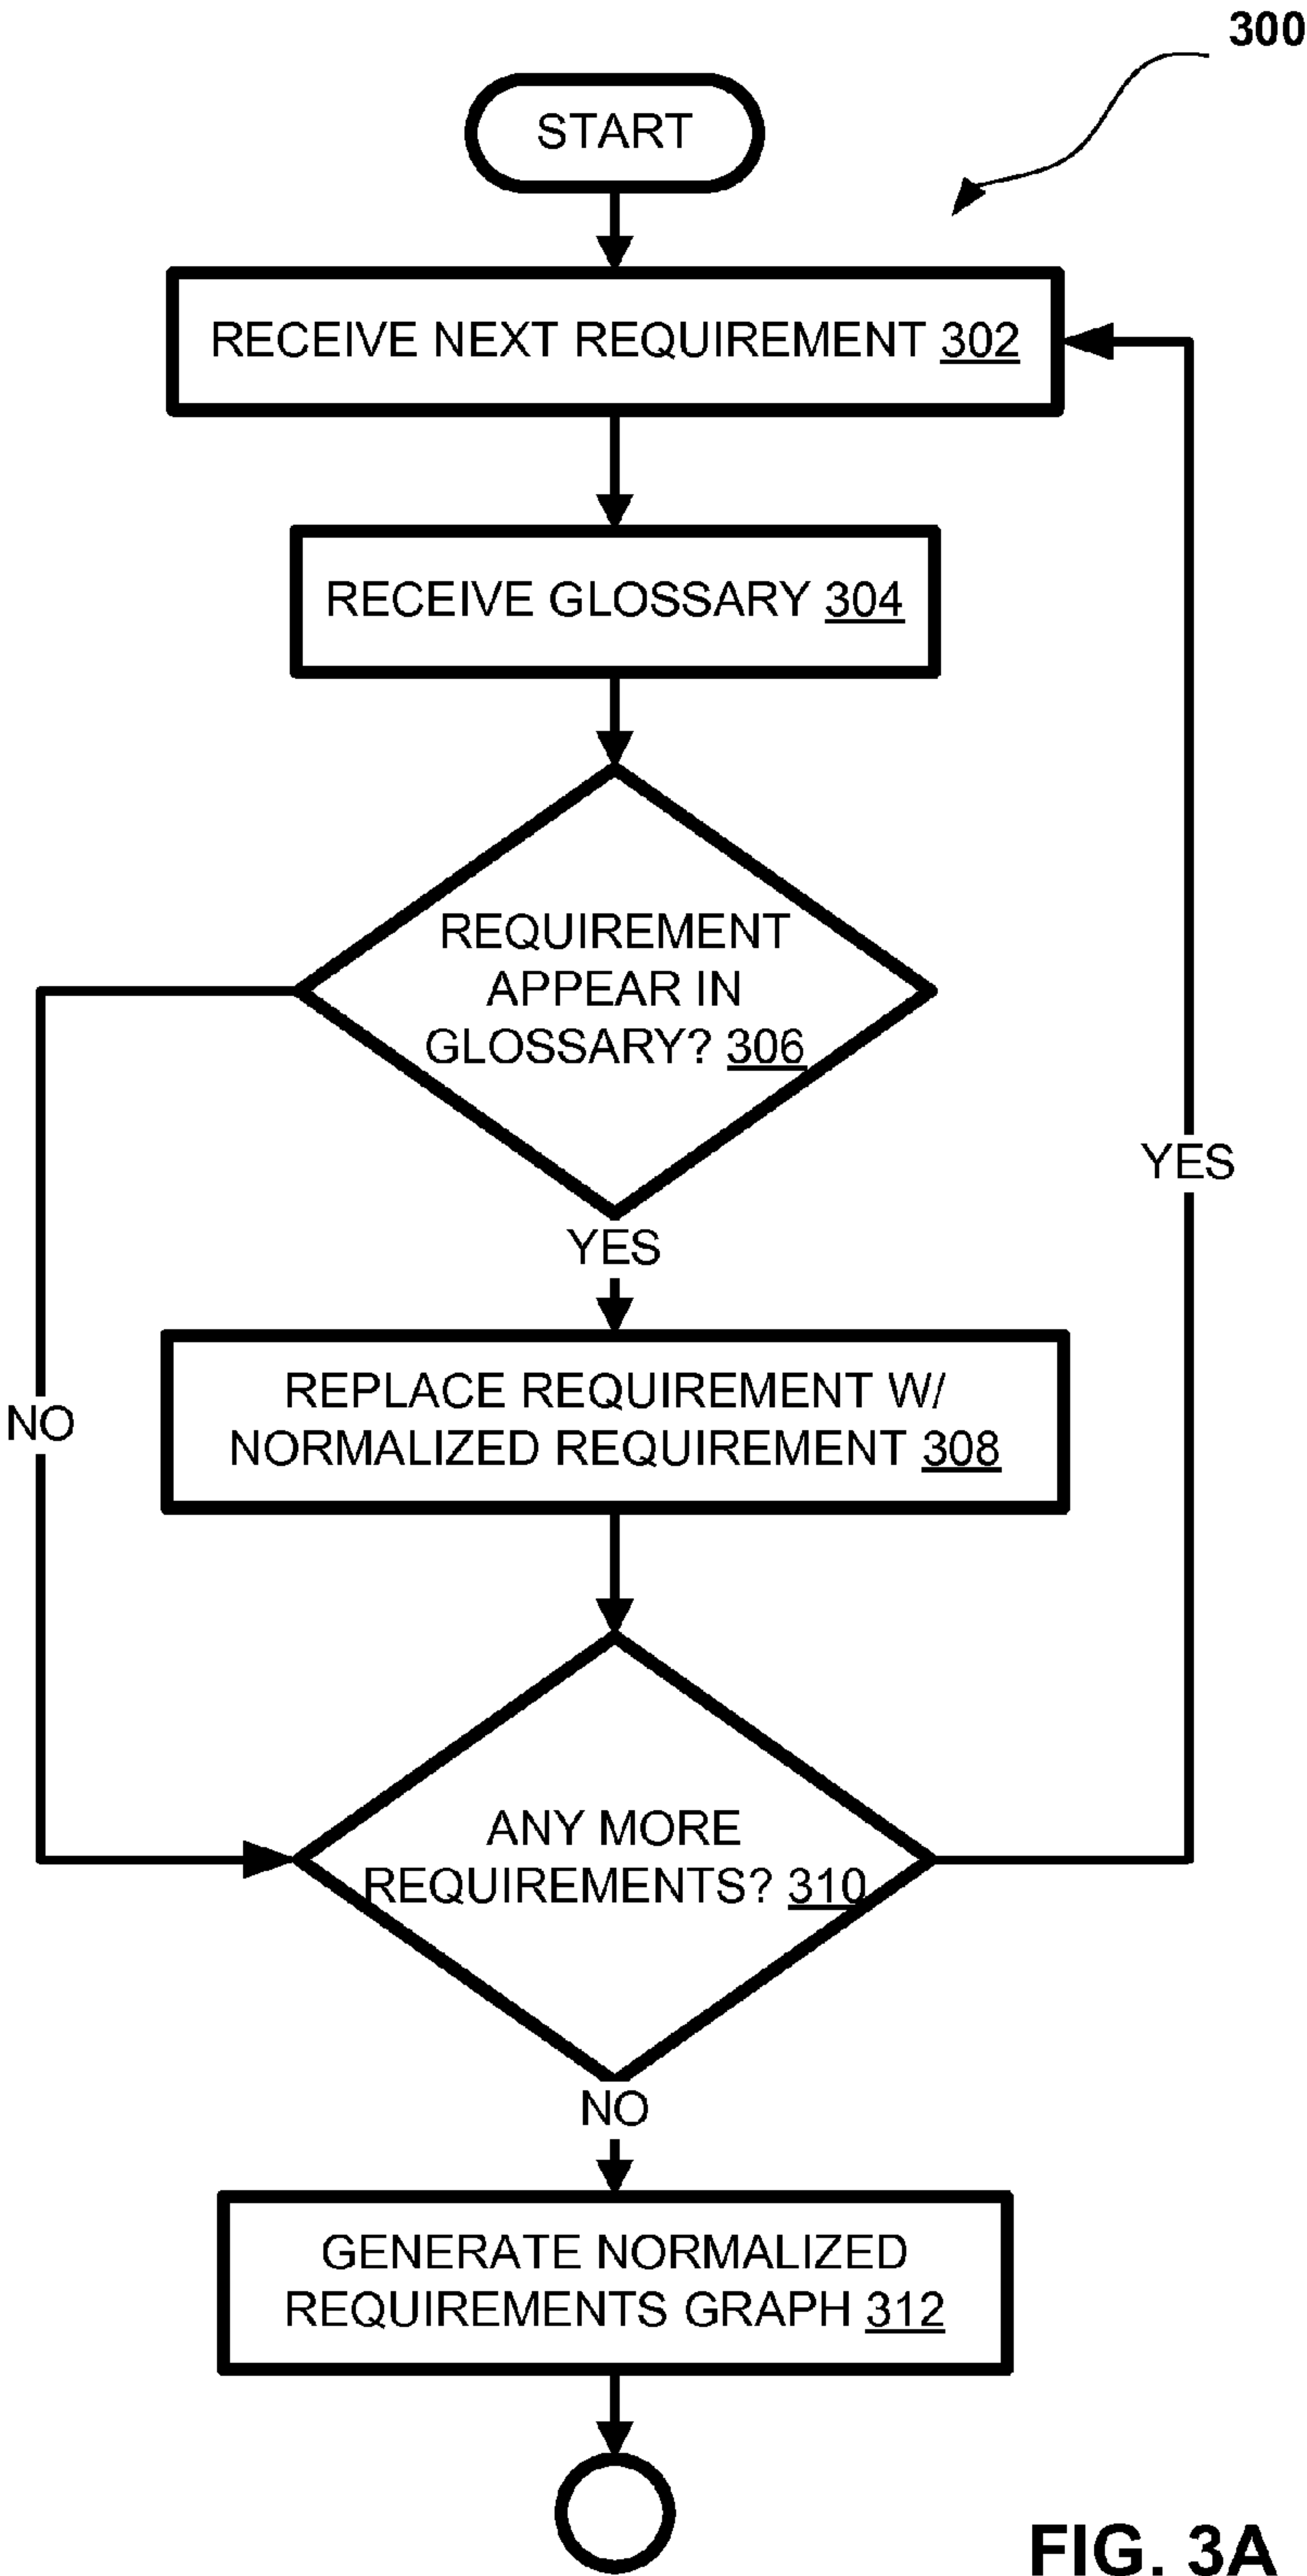 300
START
RECEIVE NEXT REQUIREMENT 302
RECEIVE GLOSSARY 304
REQUIREMENT
APPEAR IN
GLOSSARY? 306
YES
YES
REPLACE REQUIREMENT W/
NORMALIZED REQUIREMENT 308
NO
ANY MORE
REQUIREMENTS? 310
NO
GENERATE NORMALIZED
REQUIREMENTS GRAPH 312
FIG. 3A